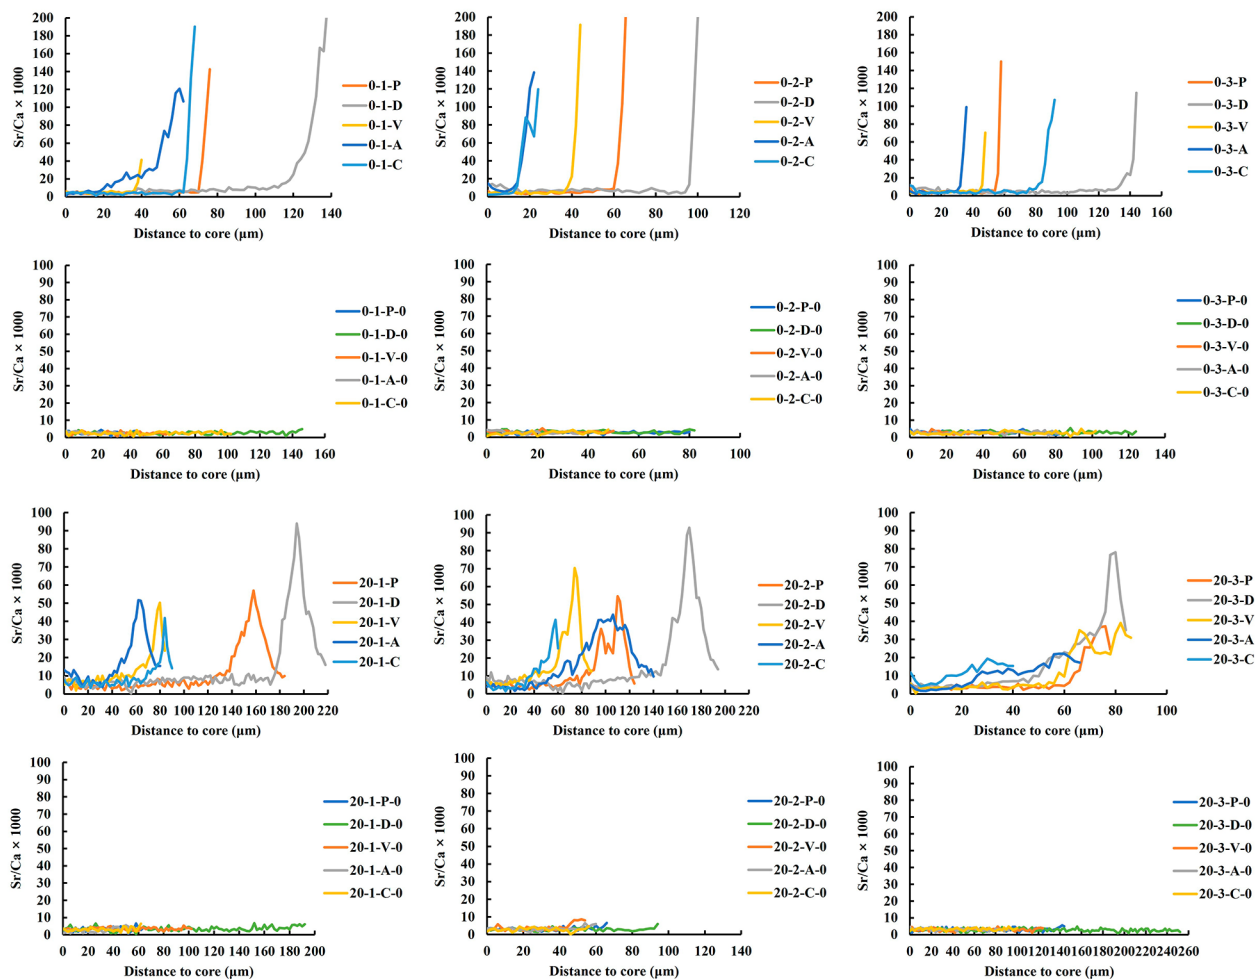 Sr/Ca × 1000
200
180
160
140
120
100
80
60
40
20
0
0 20 40 60 80 100 120 140
Distance to core (µm)
0-1-P
0-1-D
0-1-V
0-1-A
0-1-C
Sr/Ca × 1000
200
180
160
140
120
100
80
60
40
20
0
0 20 40 60 80 100 120
Distance to core (µm)
0-2-P
0-2-D
0-2-V
0-2-A
0-2-C
Sr/Ca × 1000
200
180
160
140
120
100
80
60
40
20
0
0 20 40 60 80 100 120 140 160
Distance to core (µm)
0-3-P
0-3-D
0-3-V
0-3-A
0-3-C
Sr/Ca × 1000
100
90
80
70
60
50
40
30
20
10
0
0 20 40 60 80 100 120 140 160
Distance to core (µm)
0-1-P-0
0-1-D-0
0-1-V-0
0-1-A-0
0-1-C-0
Sr/Ca × 1000
100
90
80
70
60
50
40
30
20
10
0
0 20 40 60 80 100
Distance to core (µm)
0-2-P-0
0-2-D-0
0-2-V-0
0-2-A-0
0-2-C-0
Sr/Ca × 1000
100
90
80
70
60
50
40
30
20
10
0
0 20 40 60 80 100 120 140
Distance to core (µm)
0-3-P-0
0-3-D-0
0-3-V-0
0-3-A-0
0-3-C-0
Sr/Ca × 1000
100
90
80
70
60
50
40
30
20
10
0
0 20 40 60 80 100 120 140 160 180 200 220
Distance to core (µm)
20-1-P
20-1-D
20-1-V
20-1-A
20-1-C
Sr/Ca × 1000
100
90
80
70
60
50
40
30
20
10
0
0 20 40 60 80 100 120 140 160 180 200 220
Distance to core (µm)
20-2-P
20-2-D
20-2-V
20-2-A
20-2-C
Sr/Ca × 1000
100
90
80
70
60
50
40
30
20
10
0
0 20 40 60 80 100
Distance to core (µm)
20-3-P
20-3-D
20-3-V
20-3-A
20-3-C
Sr/Ca × 1000
100
90
80
70
60
50
40
30
20
10
0
0 20 40 60 80 100 120 140 160 180 200
Distance to core (µm)
20-1-P-0
20-1-D-0
20-1-V-0
20-1-A-0
20-1-C-0
Sr/Ca × 1000
100
90
80
70
60
50
40
30
20
10
0
0 20 40 60 80 100 120 140
Distance to core (µm)
20-2-P-0
20-2-D-0
20-2-V-0
20-2-A-0
20-2-C-0
Sr/Ca × 1000
100
90
80
70
60
50
40
30
20
10
0
0 20 40 60 80 100 120 140 160 180 200 220 240 260
Distance to core (µm)
20-3-P-0
20-3-D-0
20-3-V-0
20-3-A-0
20-3-C-0